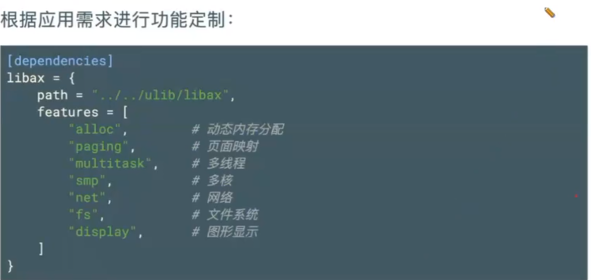 根据应用需求进行功能定制：
[dependencies]
libax = {
path = "../../ulib/libax",
features = [
"alloc", # 动态内存分配
"paging", # 页面映射
"multitask", # 多线程
"smp", # 多核
"net", # 网络
"fs", # 文件系统
"display", # 图形显示
]
}